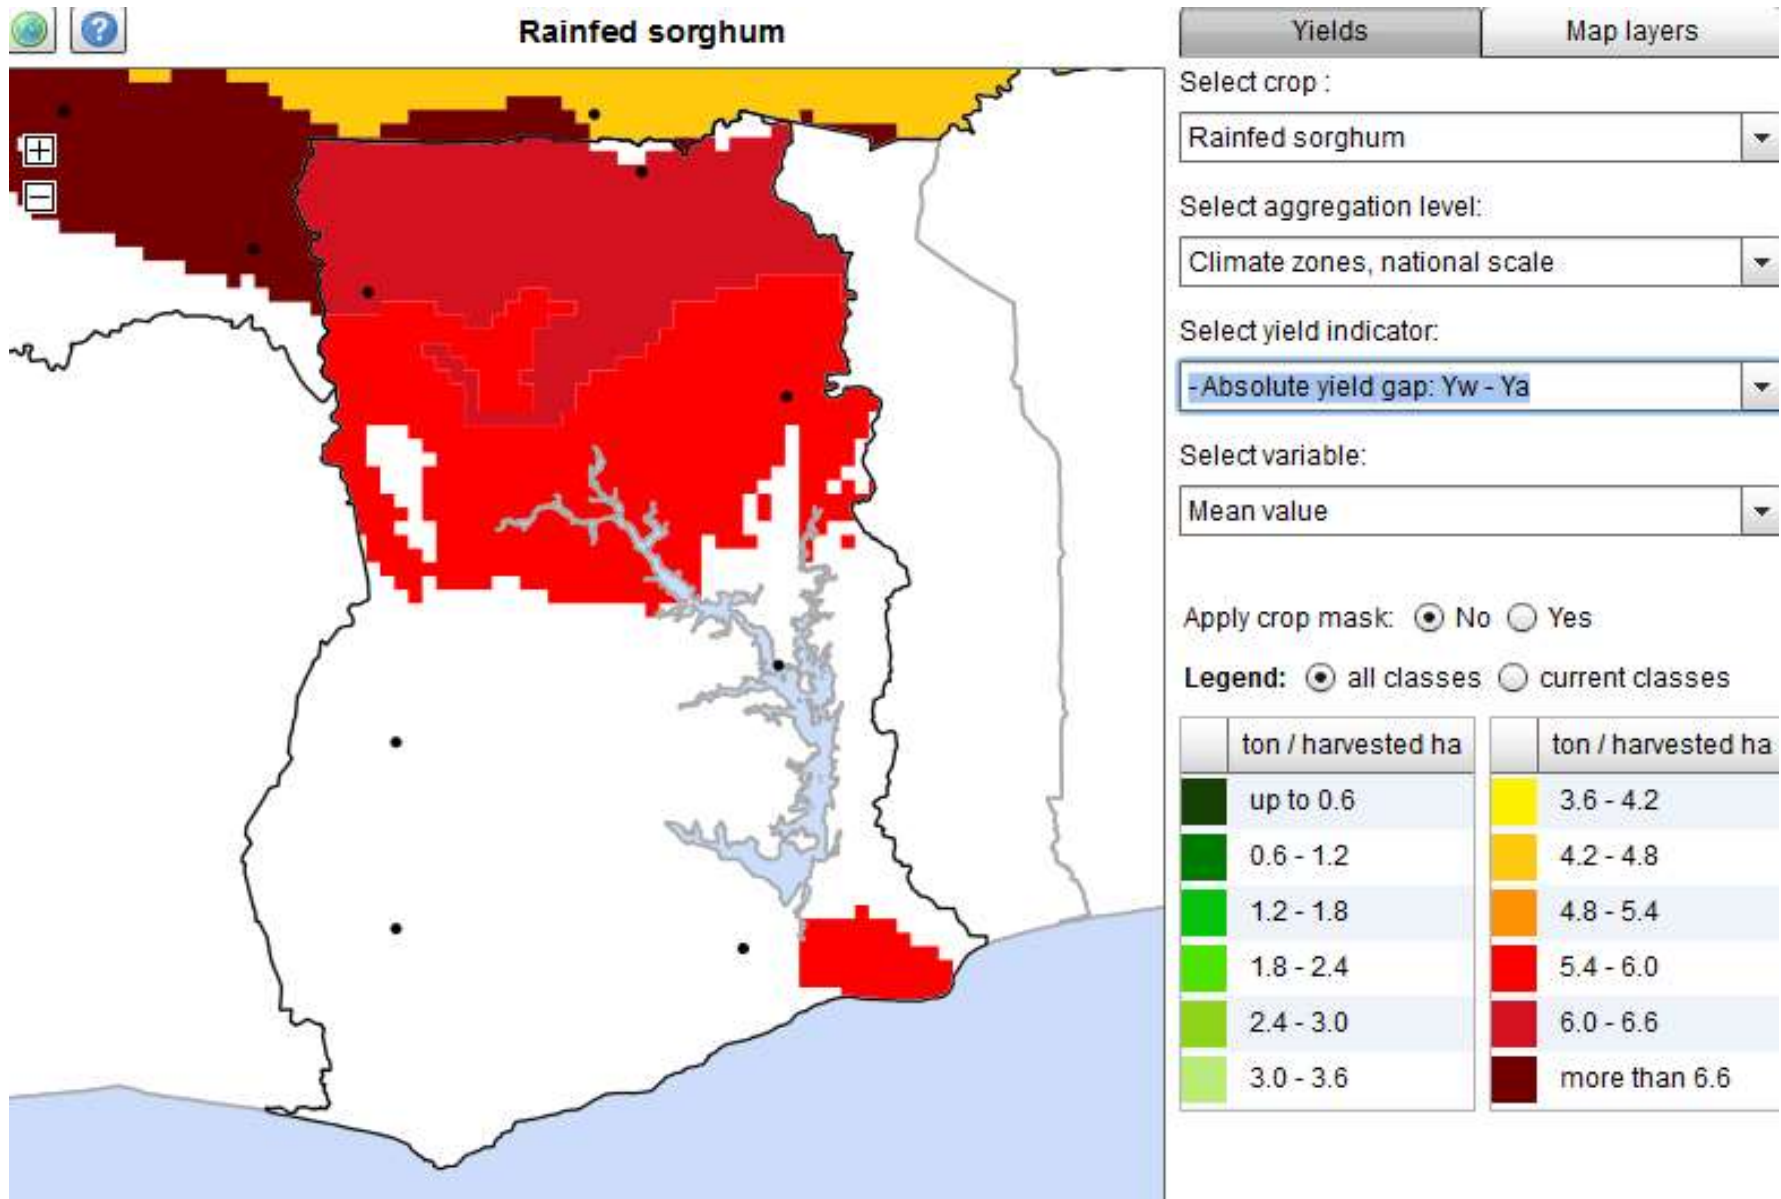 Rainfed sorghum
Yields
Map layers
Select crop :
Rainfed sorghum
Select aggregation level:
Climate zones, national scale
Select yield indicator:
- Absolute yield gap: Yw - Ya
Select variable:
Mean value
Apply crop mask: No Yes
Legend: all classes current classes
ton / harvested ha
up to 0.6
0.6 - 1.2
1.2 - 1.8
1.8 - 2.4
2.4 - 3.0
3.0 - 3.6
ton / harvested ha
3.6 - 4.2
4.2 - 4.8
4.8 - 5.4
5.4 - 6.0
6.0 - 6.6
more than 6.6